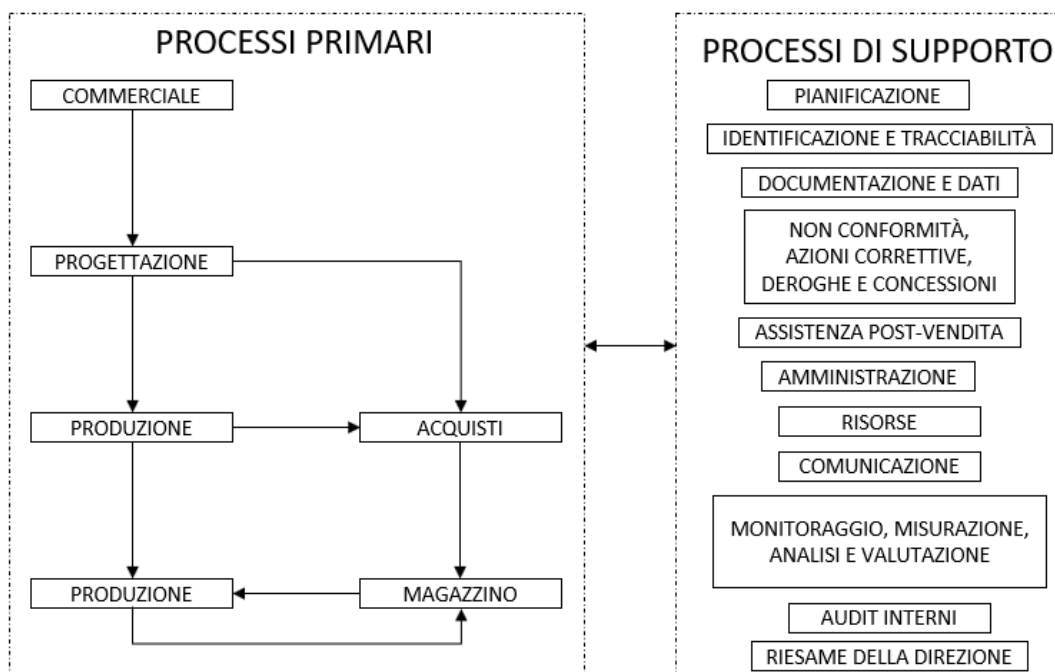 PROCESSI PRIMARI
COMMERCIALE
PROGETTAZIONE
PRODUZIONE
ACQUISTI
PRODUZIONE
MAGAZZINO
PROCESSI DI SUPPORTO
PIANIFICAZIONE
IDENTIFICAZIONE E TRACCIABILITÀ
DOCUMENTAZIONE E DATI
NON CONFORMITÀ,
AZIONI CORRETTIVE,
DEROGHE E CONCESSIONI
ASSISTENZA POST-VENDITA
AMMINISTRAZIONE
RISORSE
COMUNICAZIONE
MONITORAGGIO, MISURAZIONE,
ANALISI E VALUTAZIONE
AUDIT INTERNI
RIESAME DELLA DIREZIONE